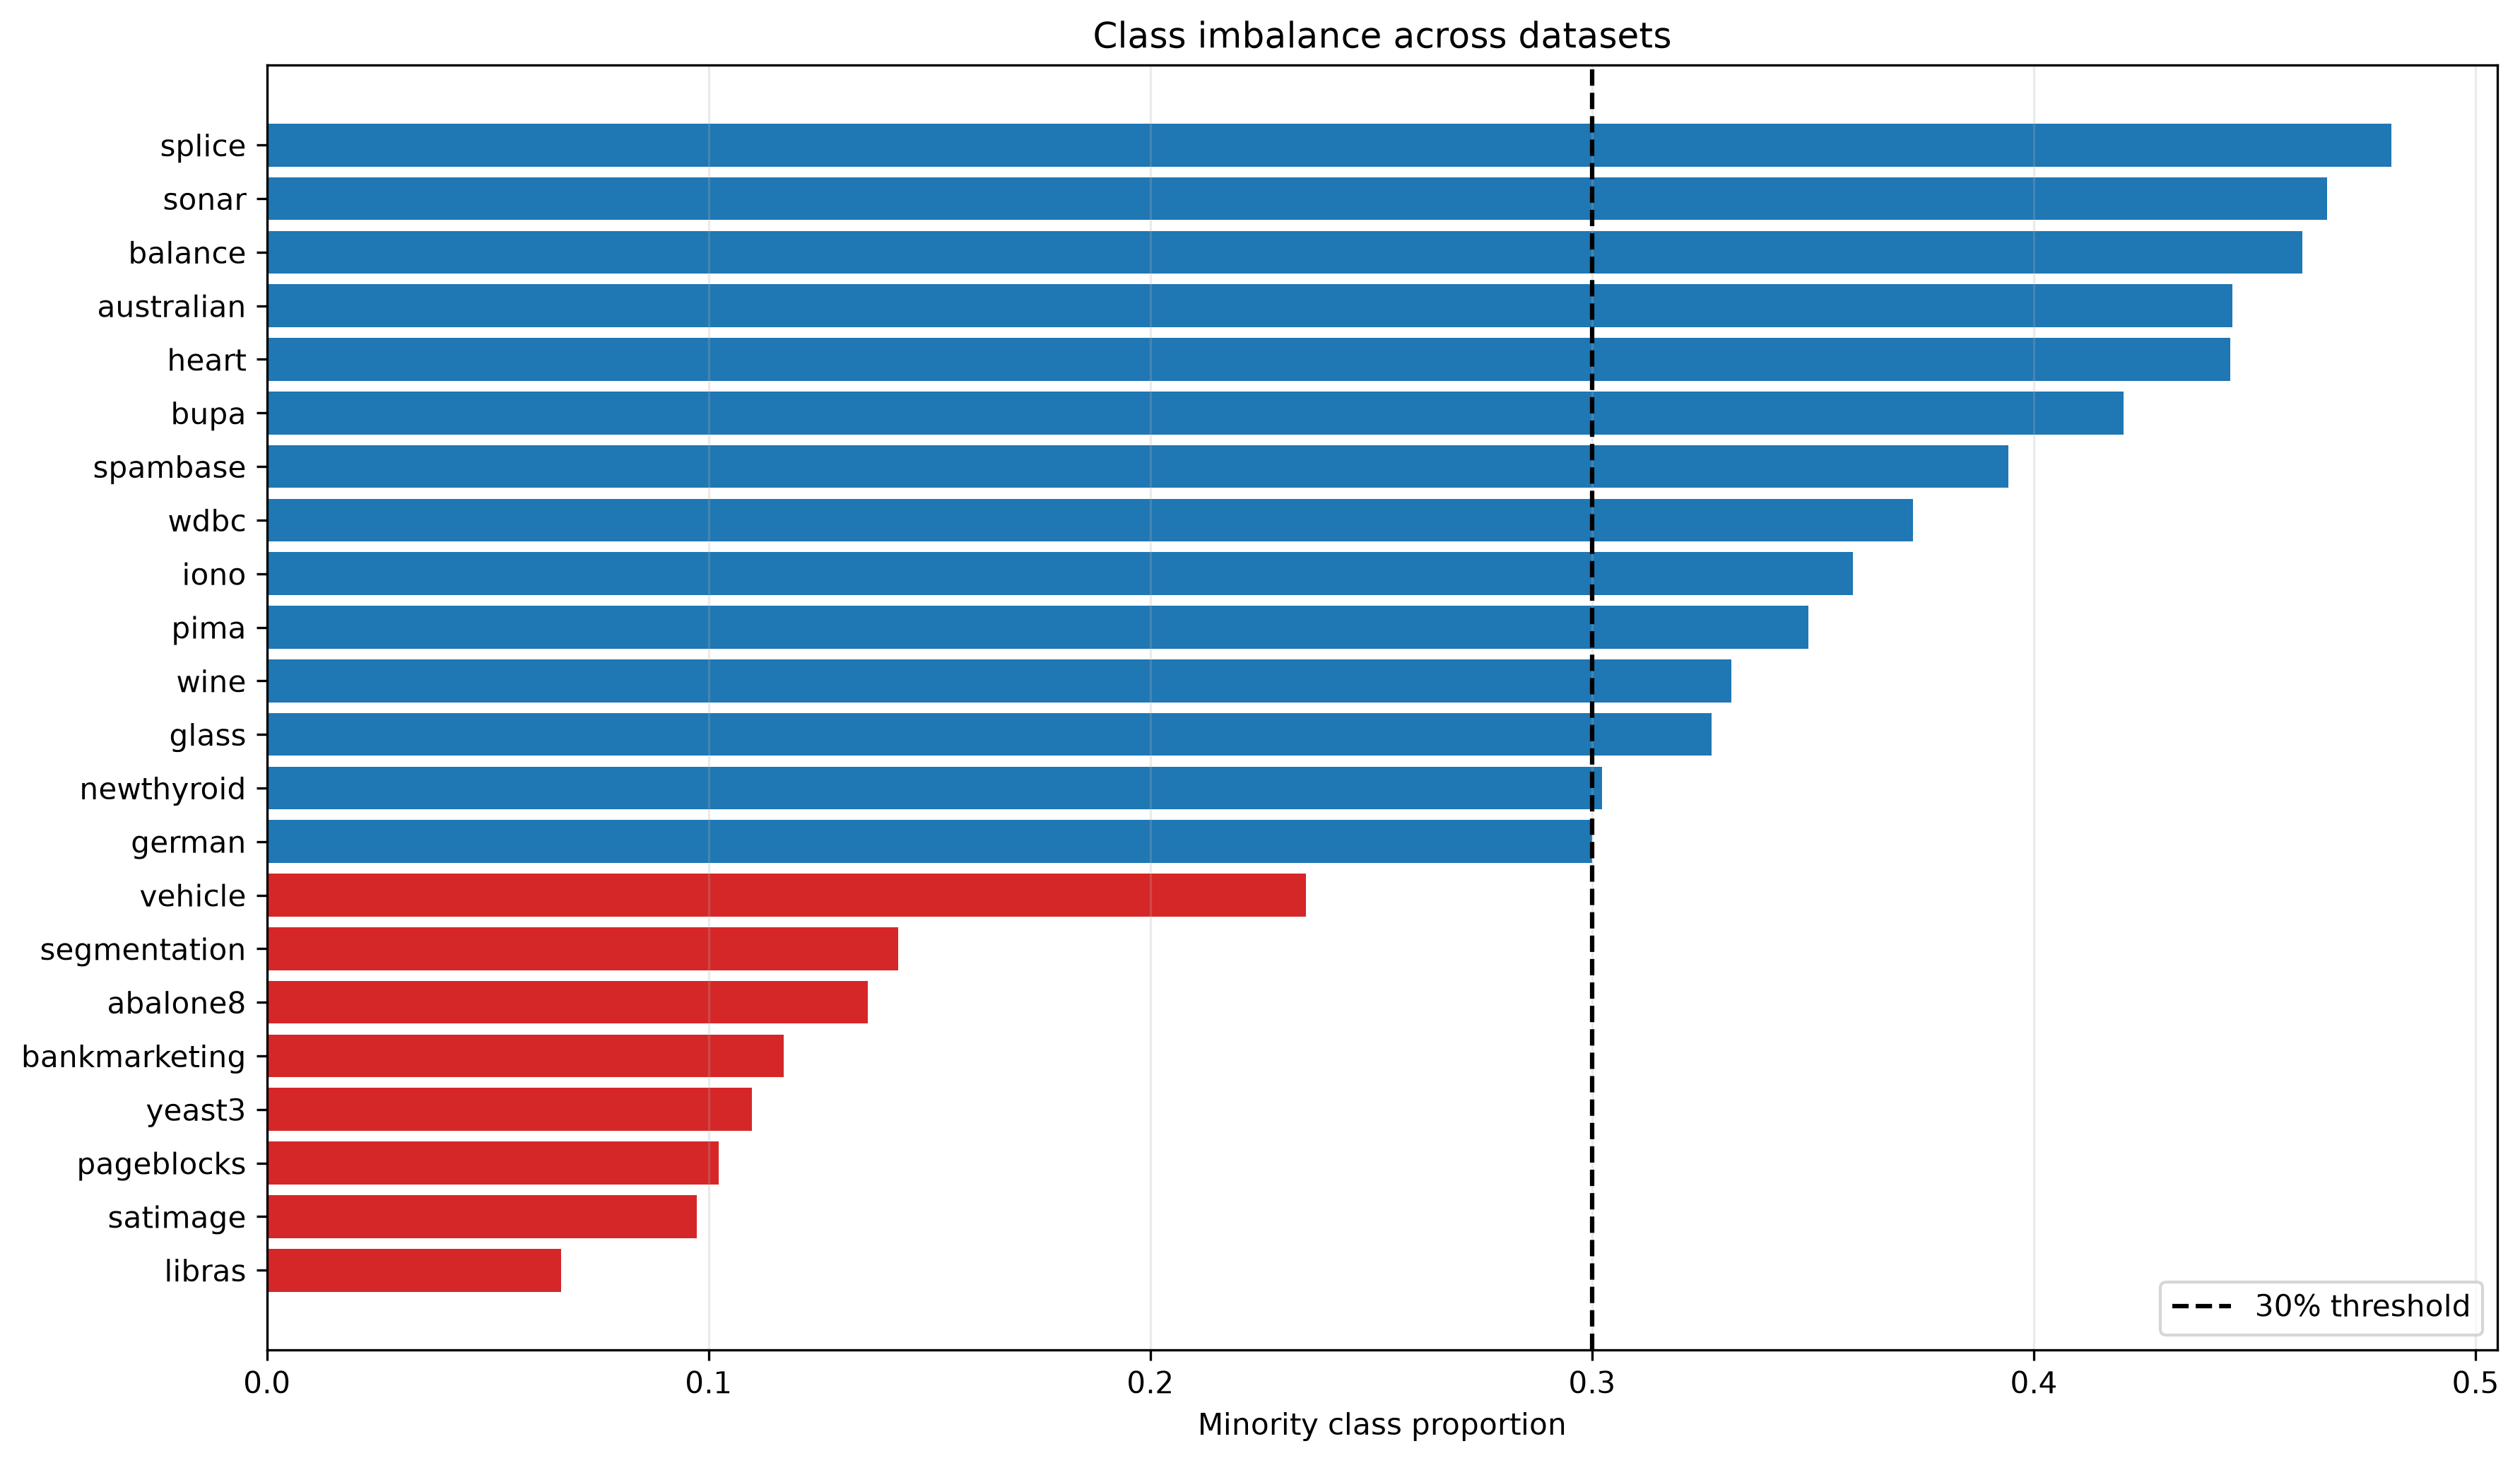 Class imbalance across datasets
splice
sonar
balance
australian
heart
bupa
spambase
wdbc
iono
pima
wine
glass
newthyroid
german
vehicle
segmentation
abalone8
bankmarketing
yeast3
pageblocks
satimage
libras
30% threshold
0.0 0.1 0.2 0.3 0.4 0.5
Minority class proportion